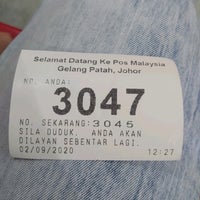 Selamat Datang Ke Pos Malaysia
Gelang Patah, Johor
NO. ANDA:
3047
NO. SEKARANG:3045
SILA DUDUK. ANDA AKAN
DILAYAN SEBENTAR LAGI.
02/09/2020 12:27